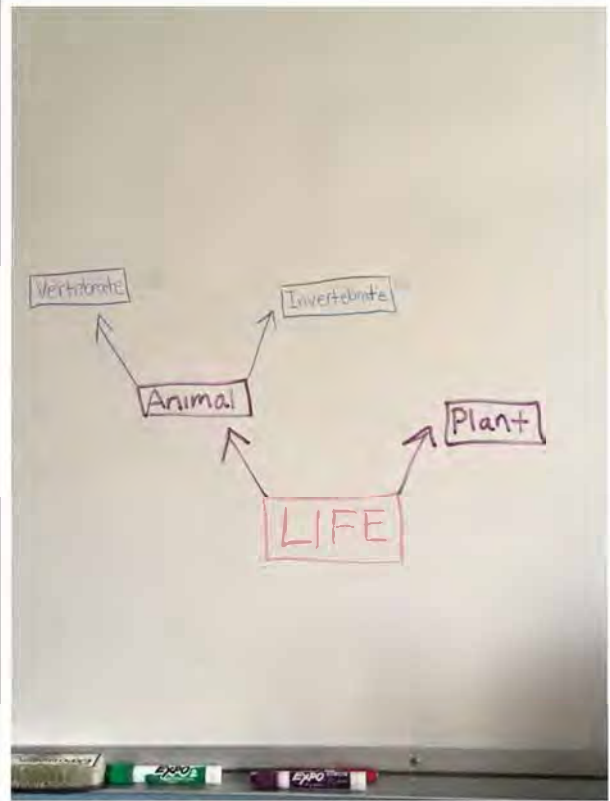 Vertebrate
Invertebrate
Animal
Plant
LIFE
EXPO
EXPO